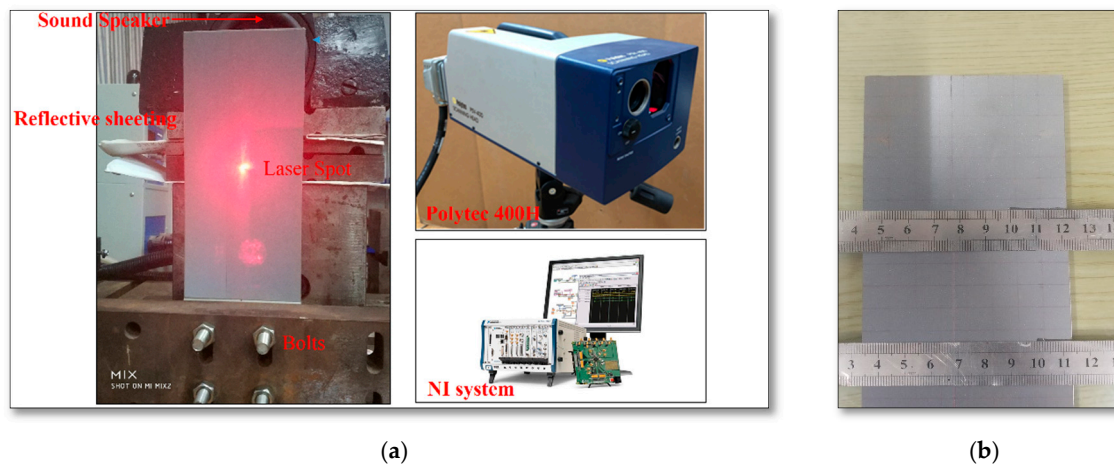 Sound Speaker
Reflective sheeting
Laser Spot
Bolts
MIX
SHOT ON MI MIX2
Polytec 400H
NI system
4 5 6 7 8 9 10 11 12 13
3 4 5 6 7 8 9 10 11 12
(a)
(b)